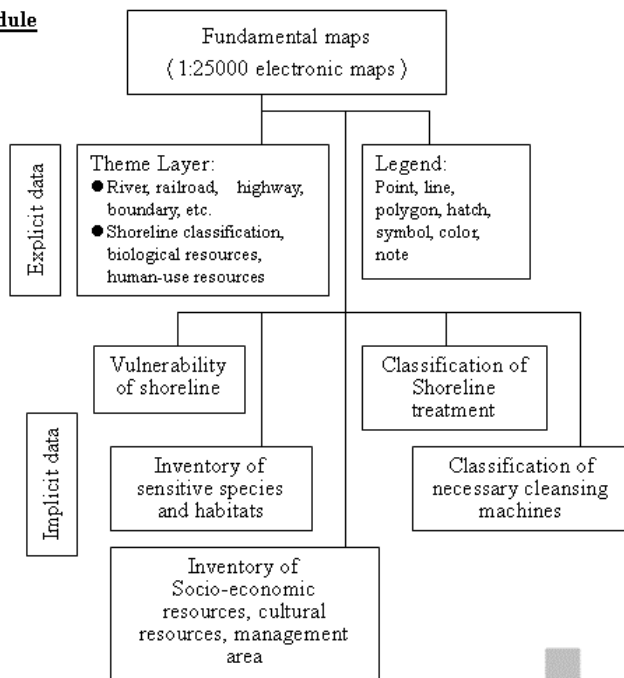 dule
Fundamental maps
(1:25000 electronic maps)
Explicit data
Theme Layer:
●River, railroad, highway,
boundary, etc.
●Shoreline classification,
biological resources,
human-use resources
Legend:
Point, line,
polygon, hatch,
symbol, color,
note
Implicit data
Vulnerability
of shoreline
Classification of
Shoreline
treatment
Inventory of
sensitive species
and habitats
Classification of
necessary cleansing
machines
Inventory of
Socio-economic
resources, cultural
resources, management
area